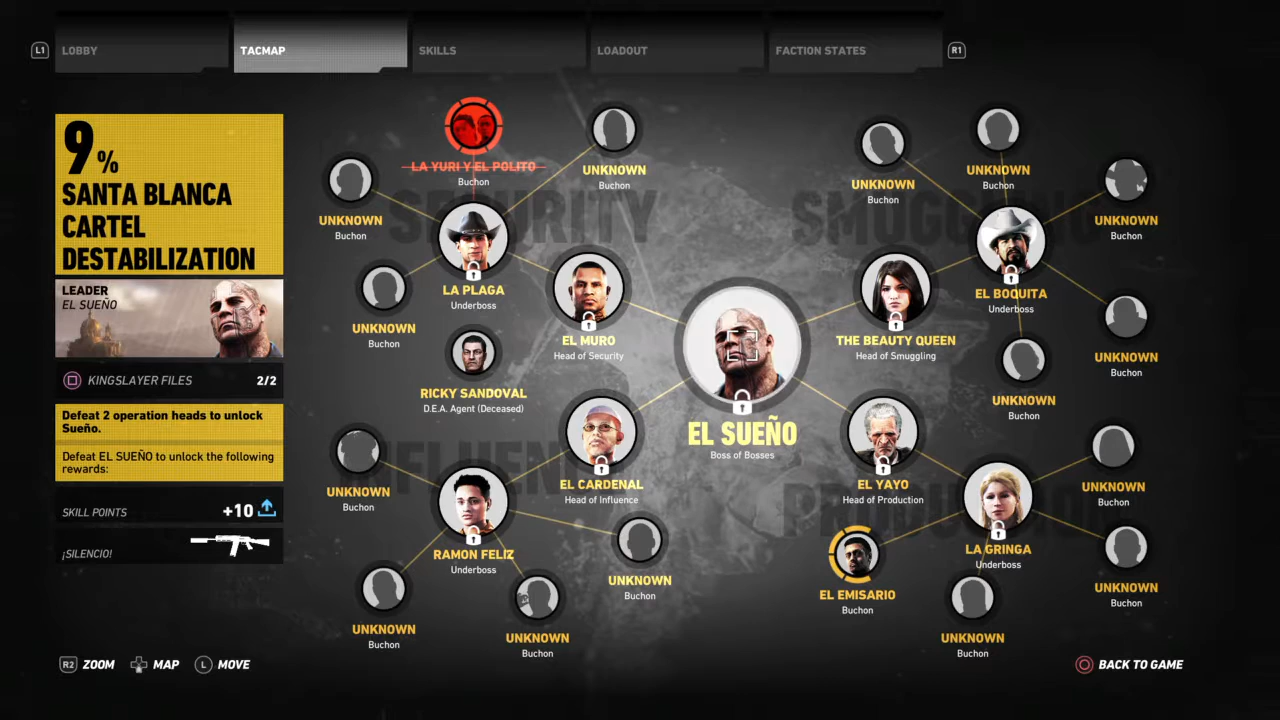 L1
LOBBY
TACMAP
SKILLS
LOADOUT
FACTION STATES
R1
9%
SANTA BLANCA
CARTEL
DESTABILIZATION
LEADER
EL SUEÑO
KINGSLAYER FILES 2/2
Defeat 2 operation heads to unlock
Sueño.
Defeat EL SUEÑO to unlock the following
rewards:
SKILL POINTS +10
¡SILENCIO!
SECURITY
LA YURI Y EL POLITO
Buchon
UNKNOWN
Buchon
UNKNOWN
Buchon
LA PLAGA
Underboss
UNKNOWN
Buchon
EL MURO
Head of Security
RICKY SANDOVAL
D.E.A. Agent (Deceased)
SMUGGLING
UNKNOWN
Buchon
UNKNOWN
Buchon
UNKNOWN
Buchon
EL BOQUITA
Underboss
THE BEAUTY QUEEN
Head of Smuggling
UNKNOWN
Buchon
UNKNOWN
Buchon
EL SUEÑO
Boss of Bosses
INFLUENCE
EL CARDENAL
Head of Influence
UNKNOWN
Buchon
RAMON FELIZ
Underboss
UNKNOWN
Buchon
UNKNOWN
Buchon
UNKNOWN
Buchon
PRODUCTION
EL YAYO
Head of Production
UNKNOWN
Buchon
LA GRINGA
Underboss
EL EMISARIO
Buchon
UNKNOWN
Buchon
UNKNOWN
Buchon
R2 ZOOM
MAP
L MOVE
BACK TO GAME